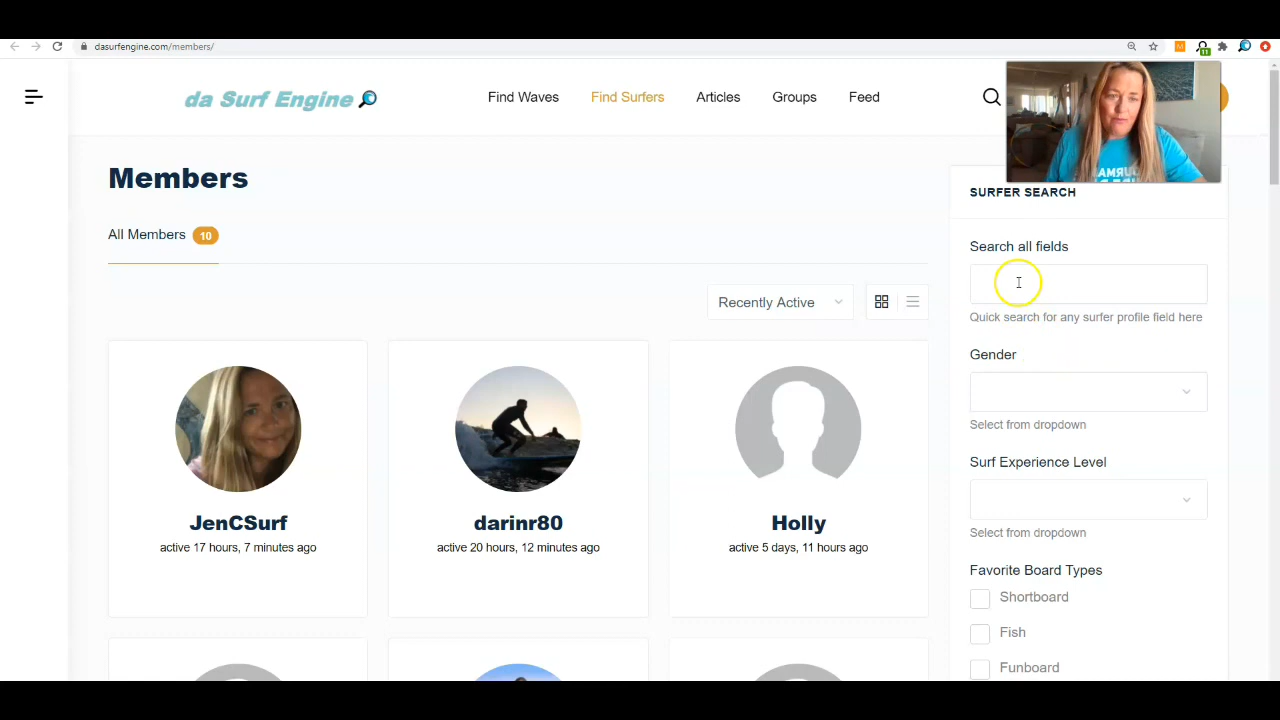 dasurfengine.com/members/
11
da Surf Engine
Find Waves
Find Surfers
Articles
Groups
Feed
Members
All Members 10
Recently Active
JenCSurf
active 17 hours, 7 minutes ago
darinr80
active 20 hours, 12 minutes ago
Holly
active 5 days, 11 hours ago
SURFER SEARCH
Search all fields
Quick search for any surfer profile field here
Gender
Select from dropdown
Surf Experience Level
Select from dropdown
Favorite Board Types
Shortboard
Fish
Funboard